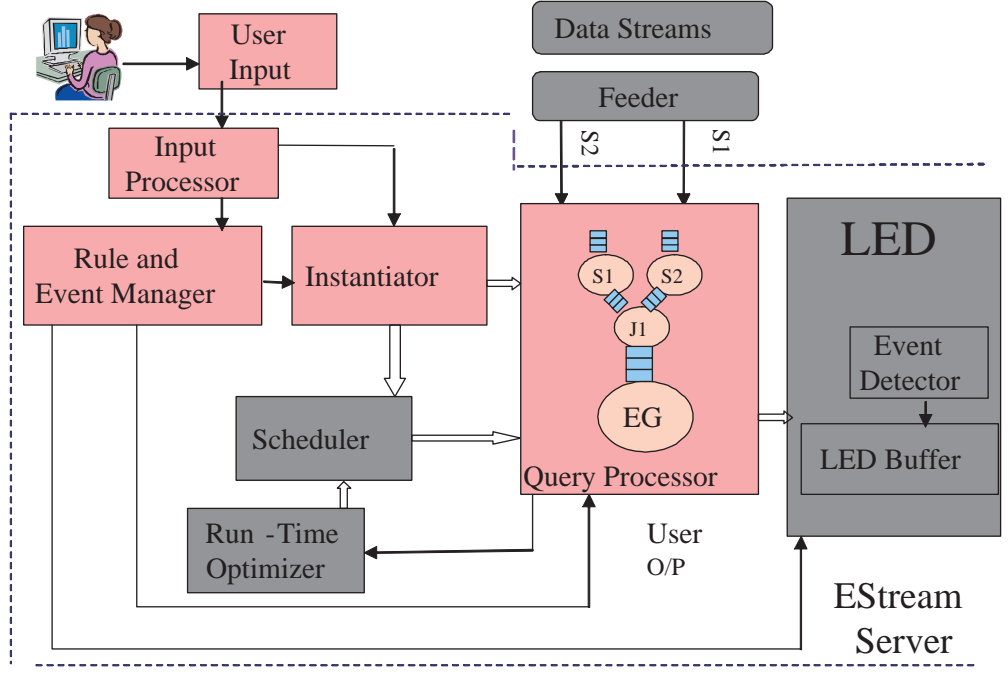 User
Input
Data Streams
Feeder
S2
S1
Input
Processor
Rule and
Event Manager
Instantiator
S1
S2
J1
EG
Query Processor
LED
Event
Detector
LED Buffer
Scheduler
Run -Time
Optimizer
User
O/P
EStream
Server